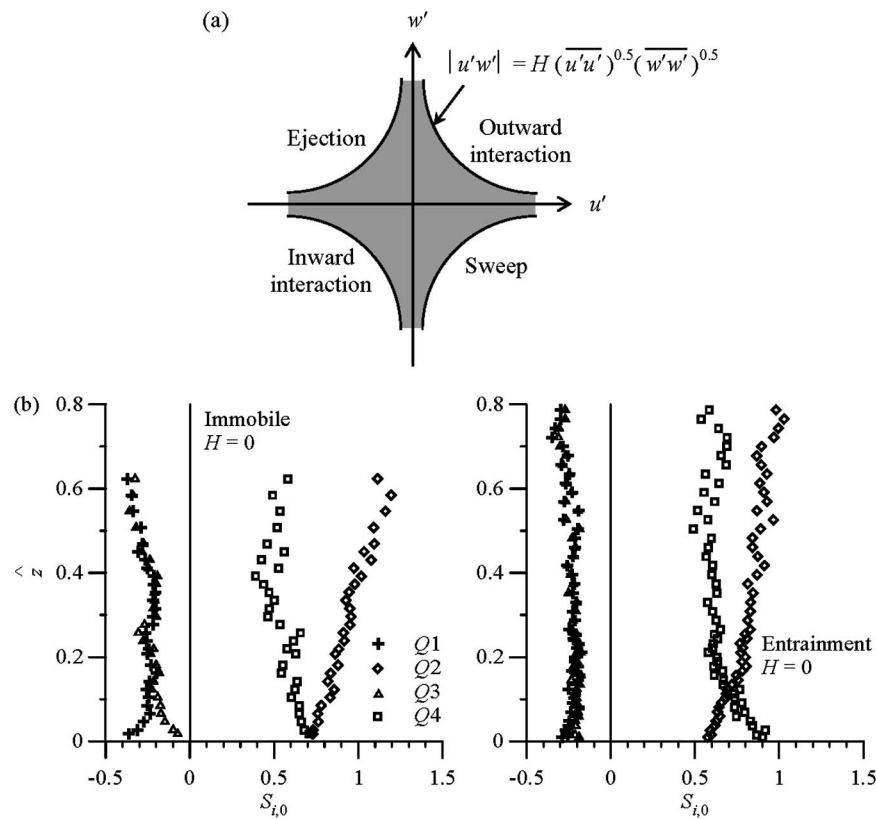 (a)
w'
|u'w'| = H (u'u')^0.5 (w'w')^0.5
Ejection
Outward
interaction
u'
Inward
interaction
Sweep
(b)
0.8
0.6
0.4
0.2
0
ẑ
Immobile
H = 0
Q1
Q2
Q3
Q4
-0.5
0
0.5
1
1.5
S_i,0
0.8
0.6
0.4
0.2
0
Entrainment
H = 0
-0.5
0
0.5
1
1.5
S_i,0